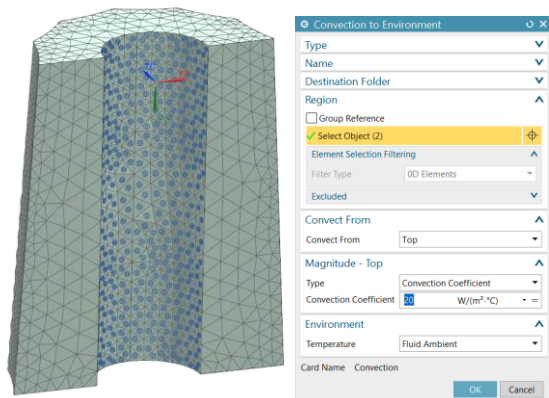 Convection to Environment
Type
Name
Destination Folder
Region
Group Reference
Select Object (2)
Element Selection Filtering
Filter Type 0D Elements
Excluded
Convect From
Convect From Top
Magnitude - Top
Type Convection Coefficient
Convection Coefficient 20 W/(m²·°C) =
Environment
Temperature Fluid Ambient
Card Name Convection
OK Cancel